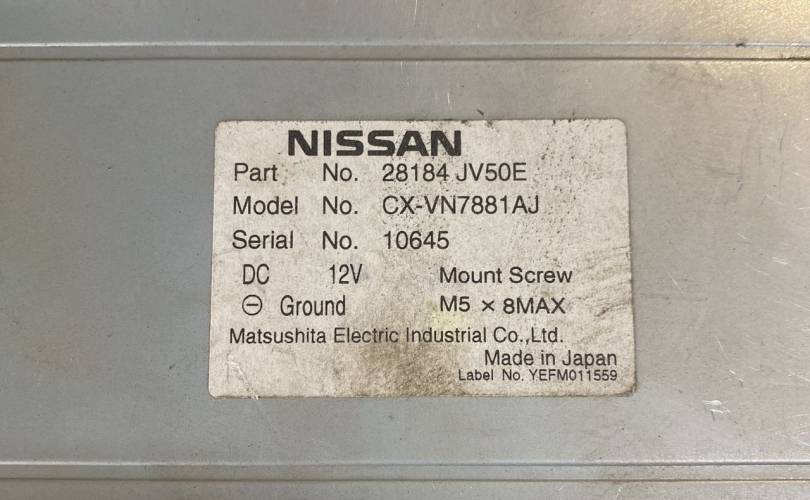 NISSAN
Part No. 28184 JV50E
Model No. CX-VN7881AJ
Serial No. 10645
DC 12V Mount Screw
⊖ Ground M5 × 8MAX
Matsushita Electric Industrial Co.,Ltd.
Made in Japan
Label No. YEFM011559